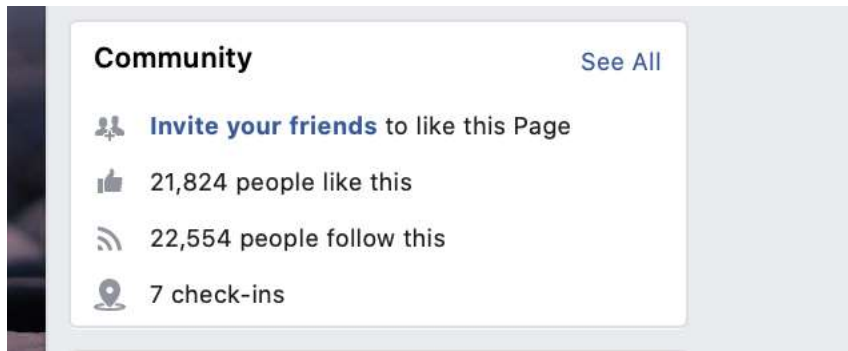 Community
See All
Invite your friends to like this Page
21,824 people like this
22,554 people follow this
7 check-ins